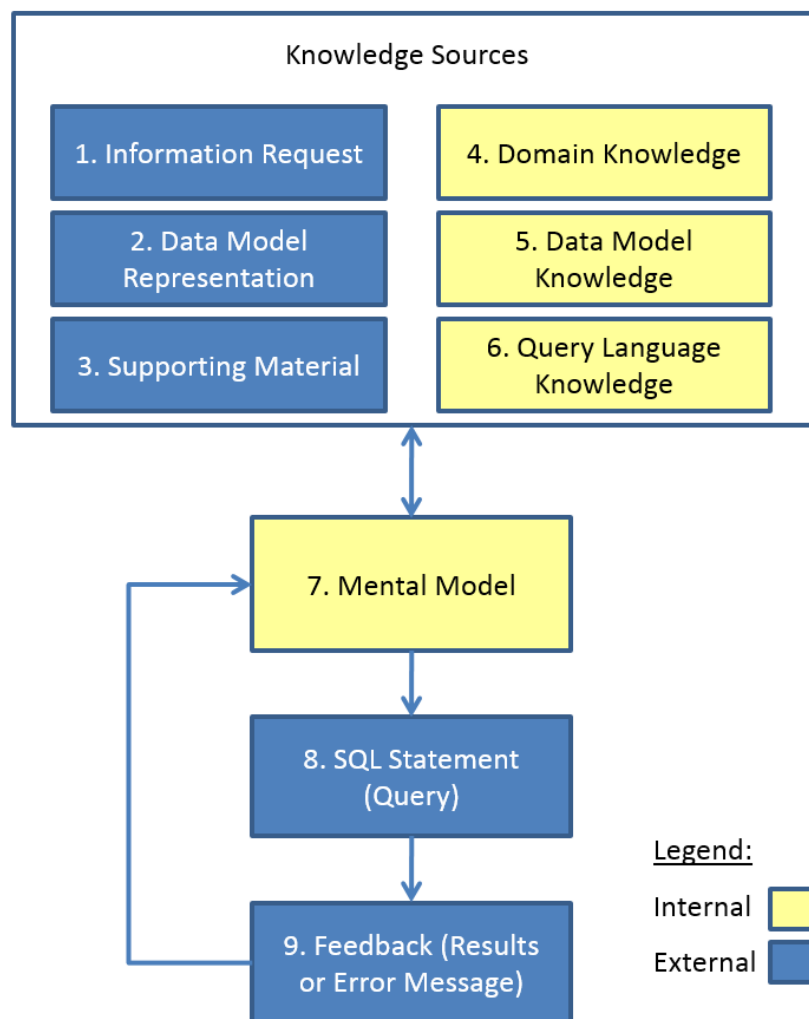 Knowledge Sources
1. Information Request
4. Domain Knowledge
2. Data Model
Representation
5. Data Model
Knowledge
3. Supporting Material
6. Query Language
Knowledge
7. Mental Model
8. SQL Statement
(Query)
9. Feedback (Results
or Error Message)
Legend:
Internal
External